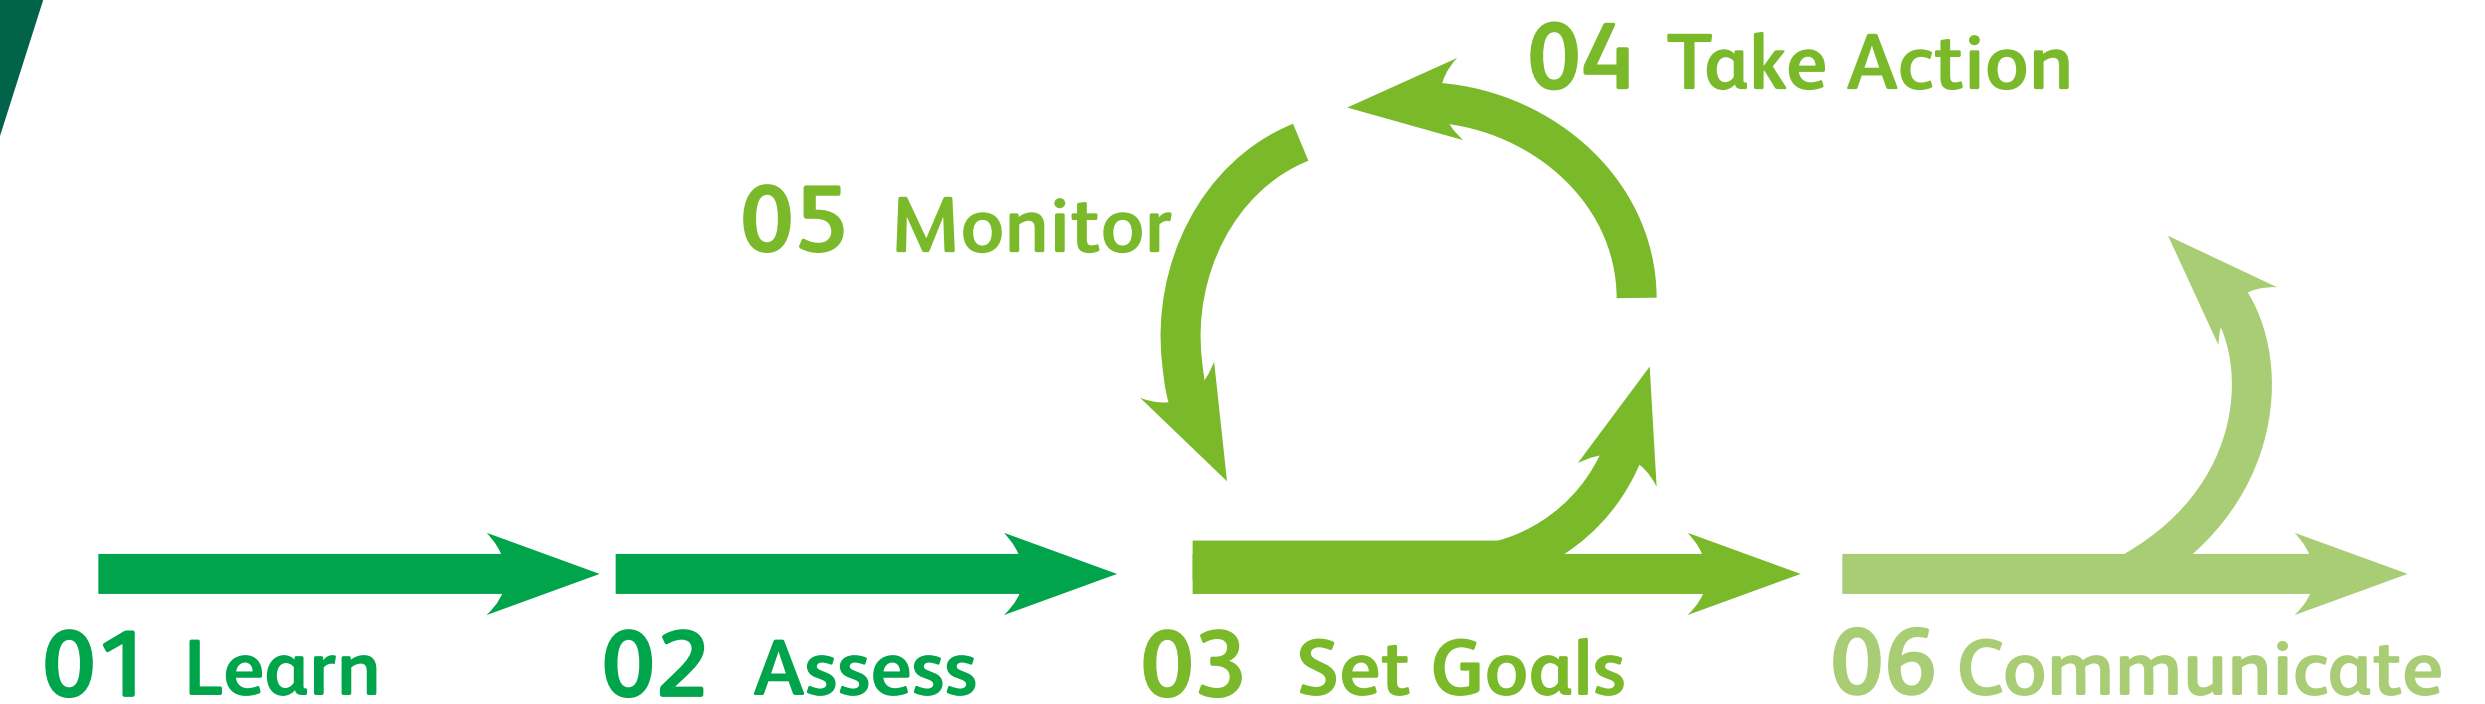 04 Take Action
05 Monitor
01 Learn
02 Assess
03 Set Goals
06 Communicate